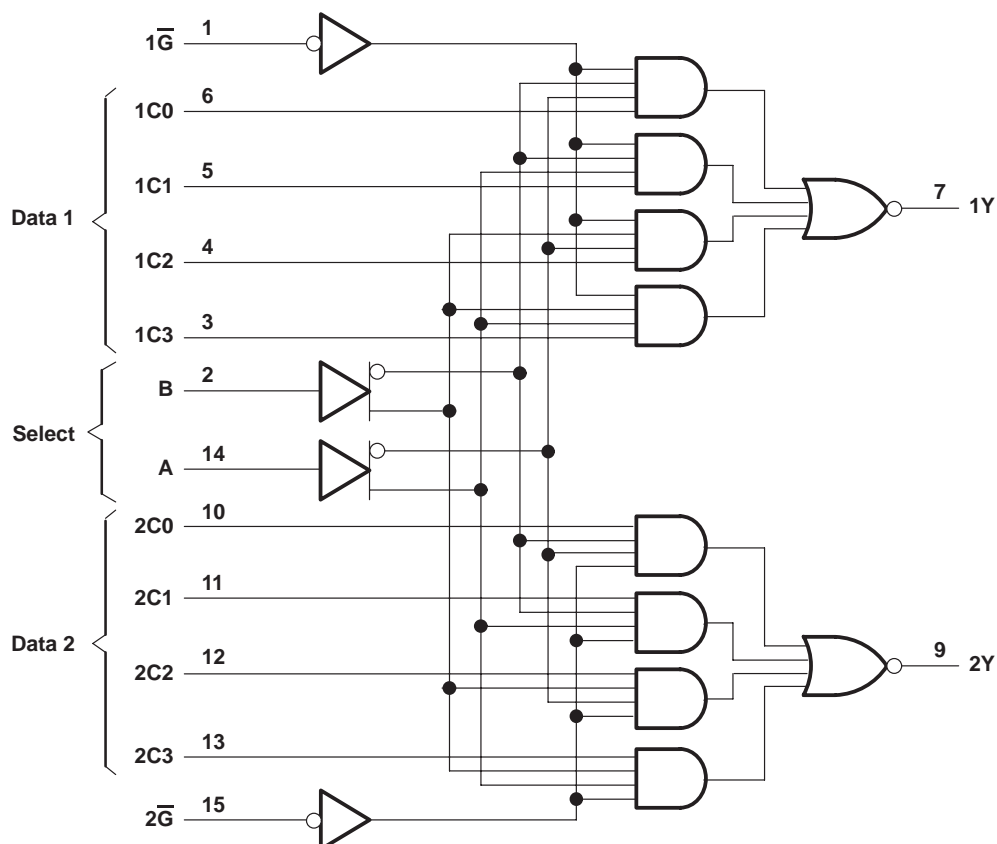 1G̅ 1
1C0 6
1C1 5
Data 1
7 1Y
1C2 4
1C3 3
B 2
Select
A 14
2C0 10
2C1 11
Data 2
9 2Y
2C2 12
2C3 13
2G̅ 15